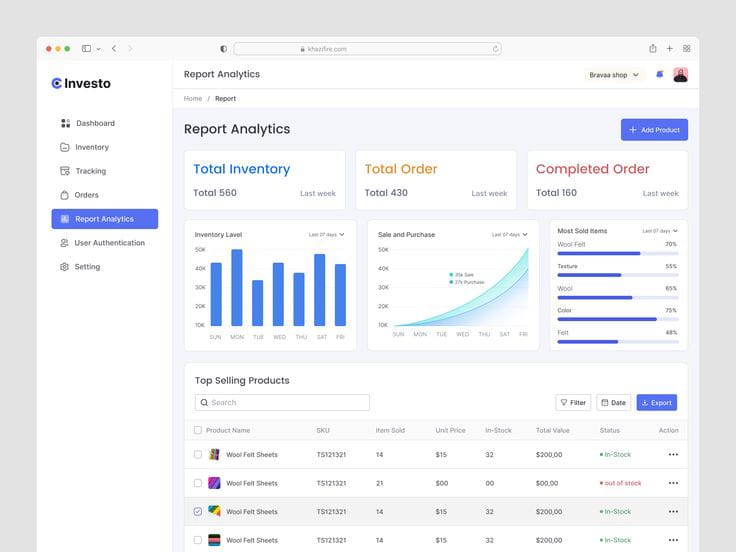 khazifire.com
Investo
Report Analytics
Bravaa shop
Home / Report
Dashboard
Inventory
Tracking
Orders
Report Analytics
User Authentication
Setting
Report Analytics
+ Add Product
Total Inventory
Total 560 Last week
Total Order
Total 430 Last week
Completed Order
Total 160 Last week
Inventory Lavel Last 07 days
50K
40K
30K
20K
10K
SUN MON TUE WED THU SAT FRI
Sale and Purchase Last 07 days
50K
40K
30K
20K
10K
35k Sale
27k Purchase
SUN MON TUE WED THU SAT FRI
Most Sold Items Last 07 days
Wool Felt 70%
Texture 55%
Wool 65%
Color 75%
Felt 48%
Top Selling Products
Search
Filter Date Export
Product Name SKU Item Sold Unit Price In-Stock Total Value Status Action
Wool Felt Sheets TS121321 14 $15 32 $200,00 In-Stock
Wool Felt Sheets TS121321 21 $00 00 $00,00 out of stock
Wool Felt Sheets TS121321 14 $15 32 $200,00 In-Stock
Wool Felt Sheets TS121321 14 $15 32 $200,00 In-Stock